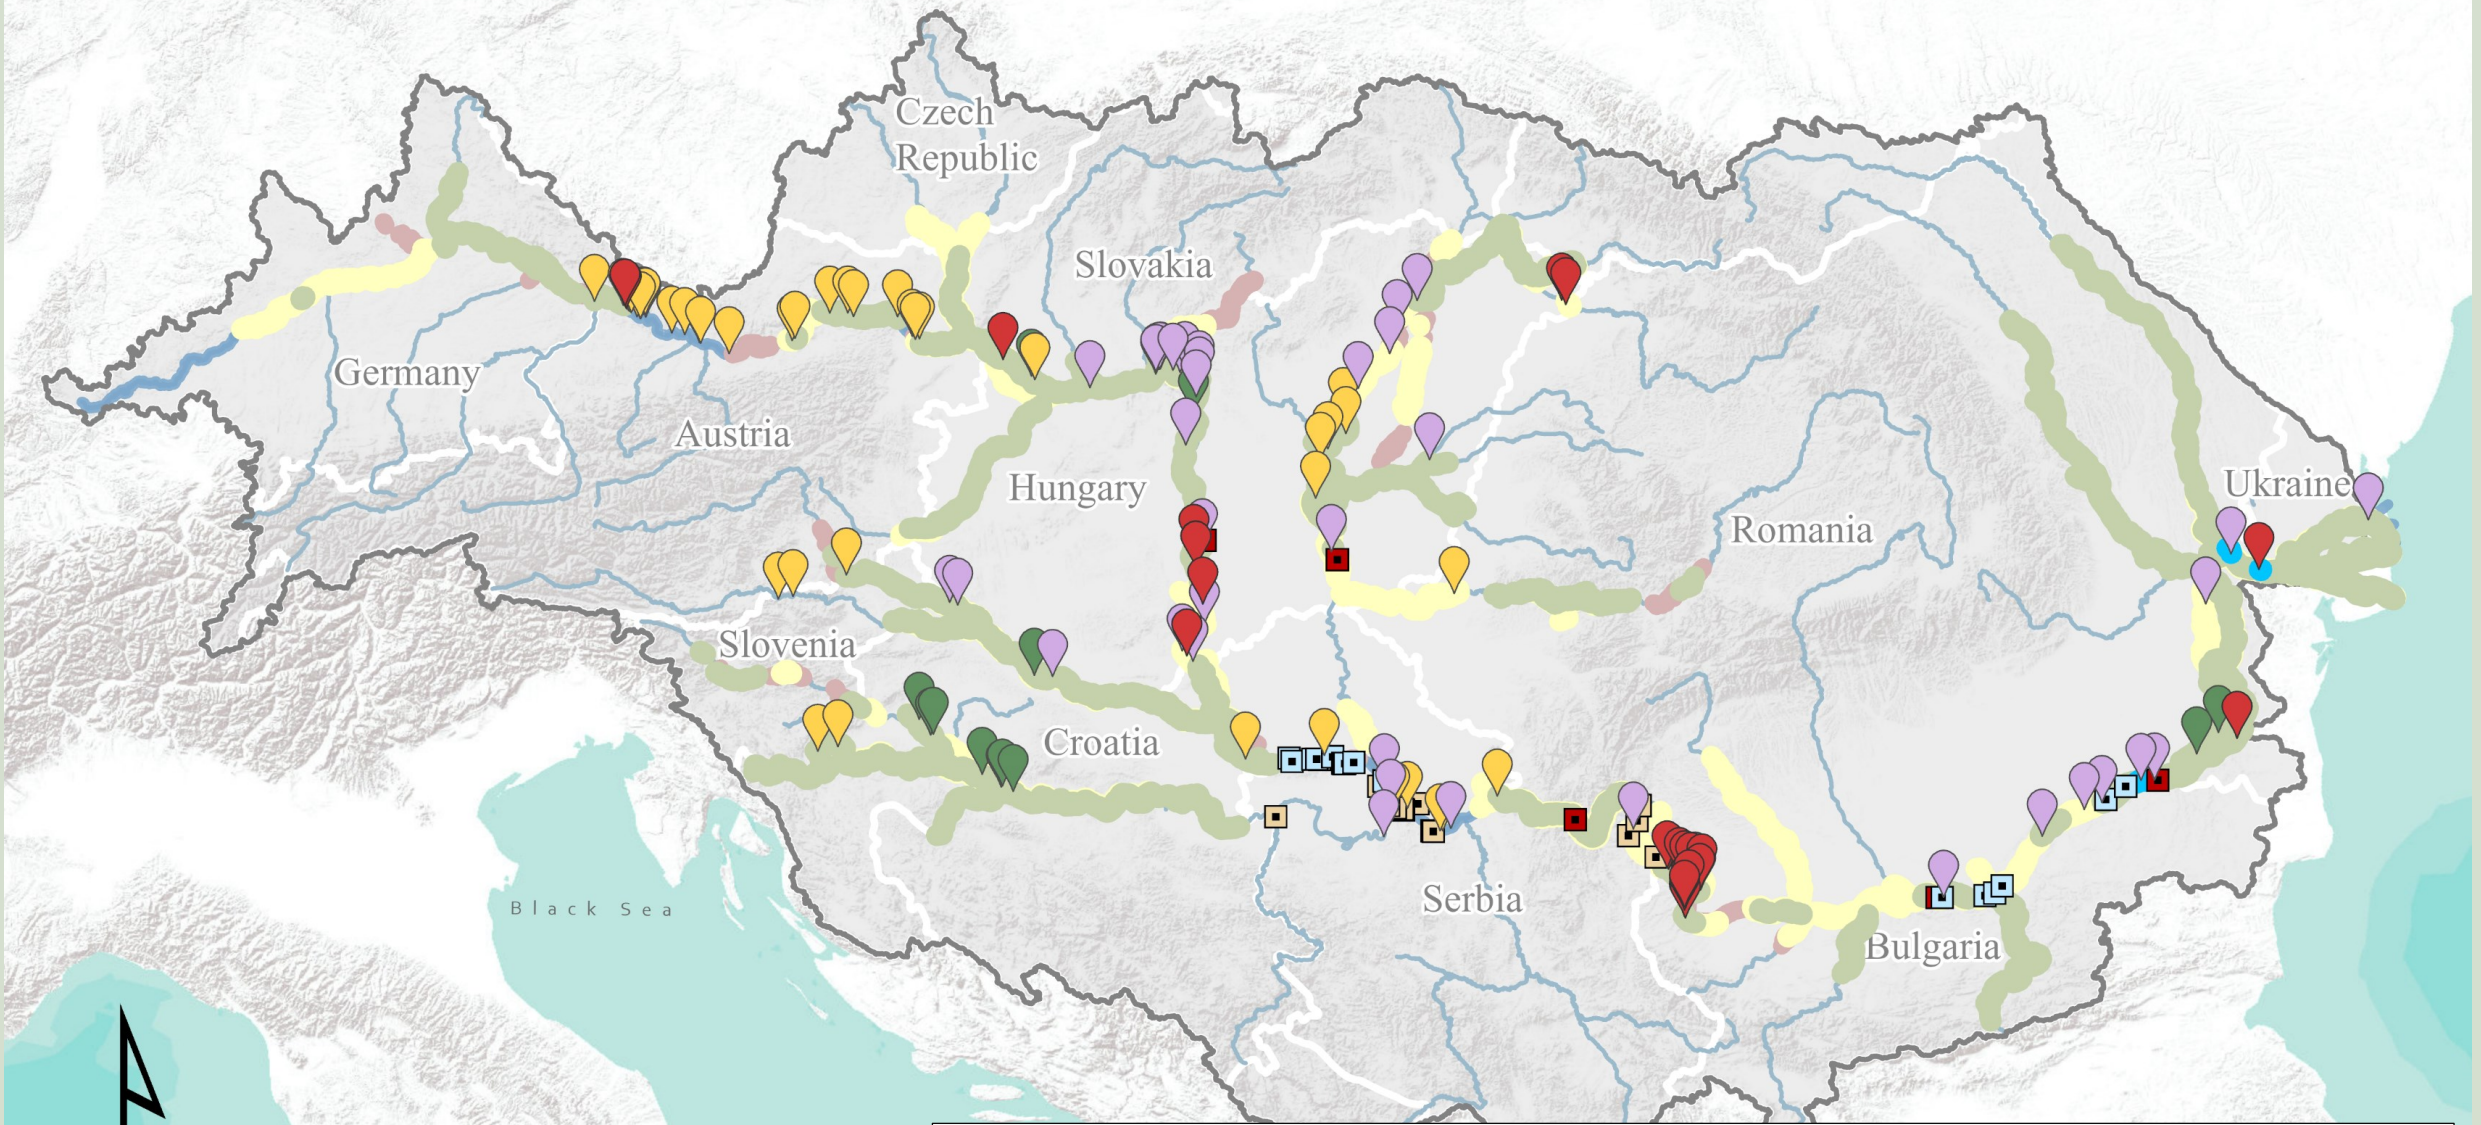 Czech
Republic
Slovakia
Germany
Austria
Hungary
Ukraine
Romania
Slovenia
Croatia
Serbia
Black Sea
Bulgaria